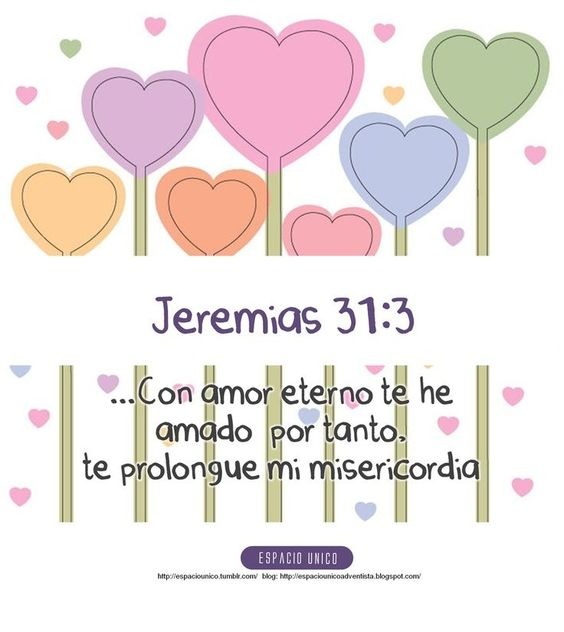 Jeremias 31:3
...Con amor eterno te he
amado por tanto,
te prolongue mi misericordia
ESPACIO UNICO
http://espaciounico.tumblr.com/ blog: http://espaciounicoadventista.blogspot.com/